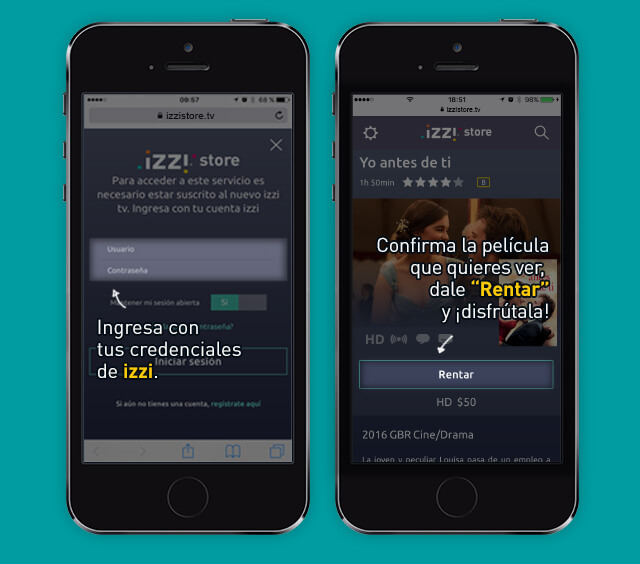 09:57
68 %
izzistore.tv
izzi store
Para acceder a este servicio es
necesario estar suscrito al nuevo izzi
tv. Ingresa con tu cuenta izzi
Usuario
Contraseña
Mantener mi sesión abierta
SI
contraseña?
Ingresa con
tus credenciales
de izzi.
Iniciar sesión
Si aún no tienes una cuenta, regístrate aquí
18:51
98%
izzistore.tv
izzi store
Yo antes de ti
1h 50min
B
Confirma la película
que quieres ver,
dale “Rentar”
y ¡disfrútala!
HD
Rentar
HD $50
2016 GBR Cine/Drama
La joven y peculiar Louisa pasa de un empleo a